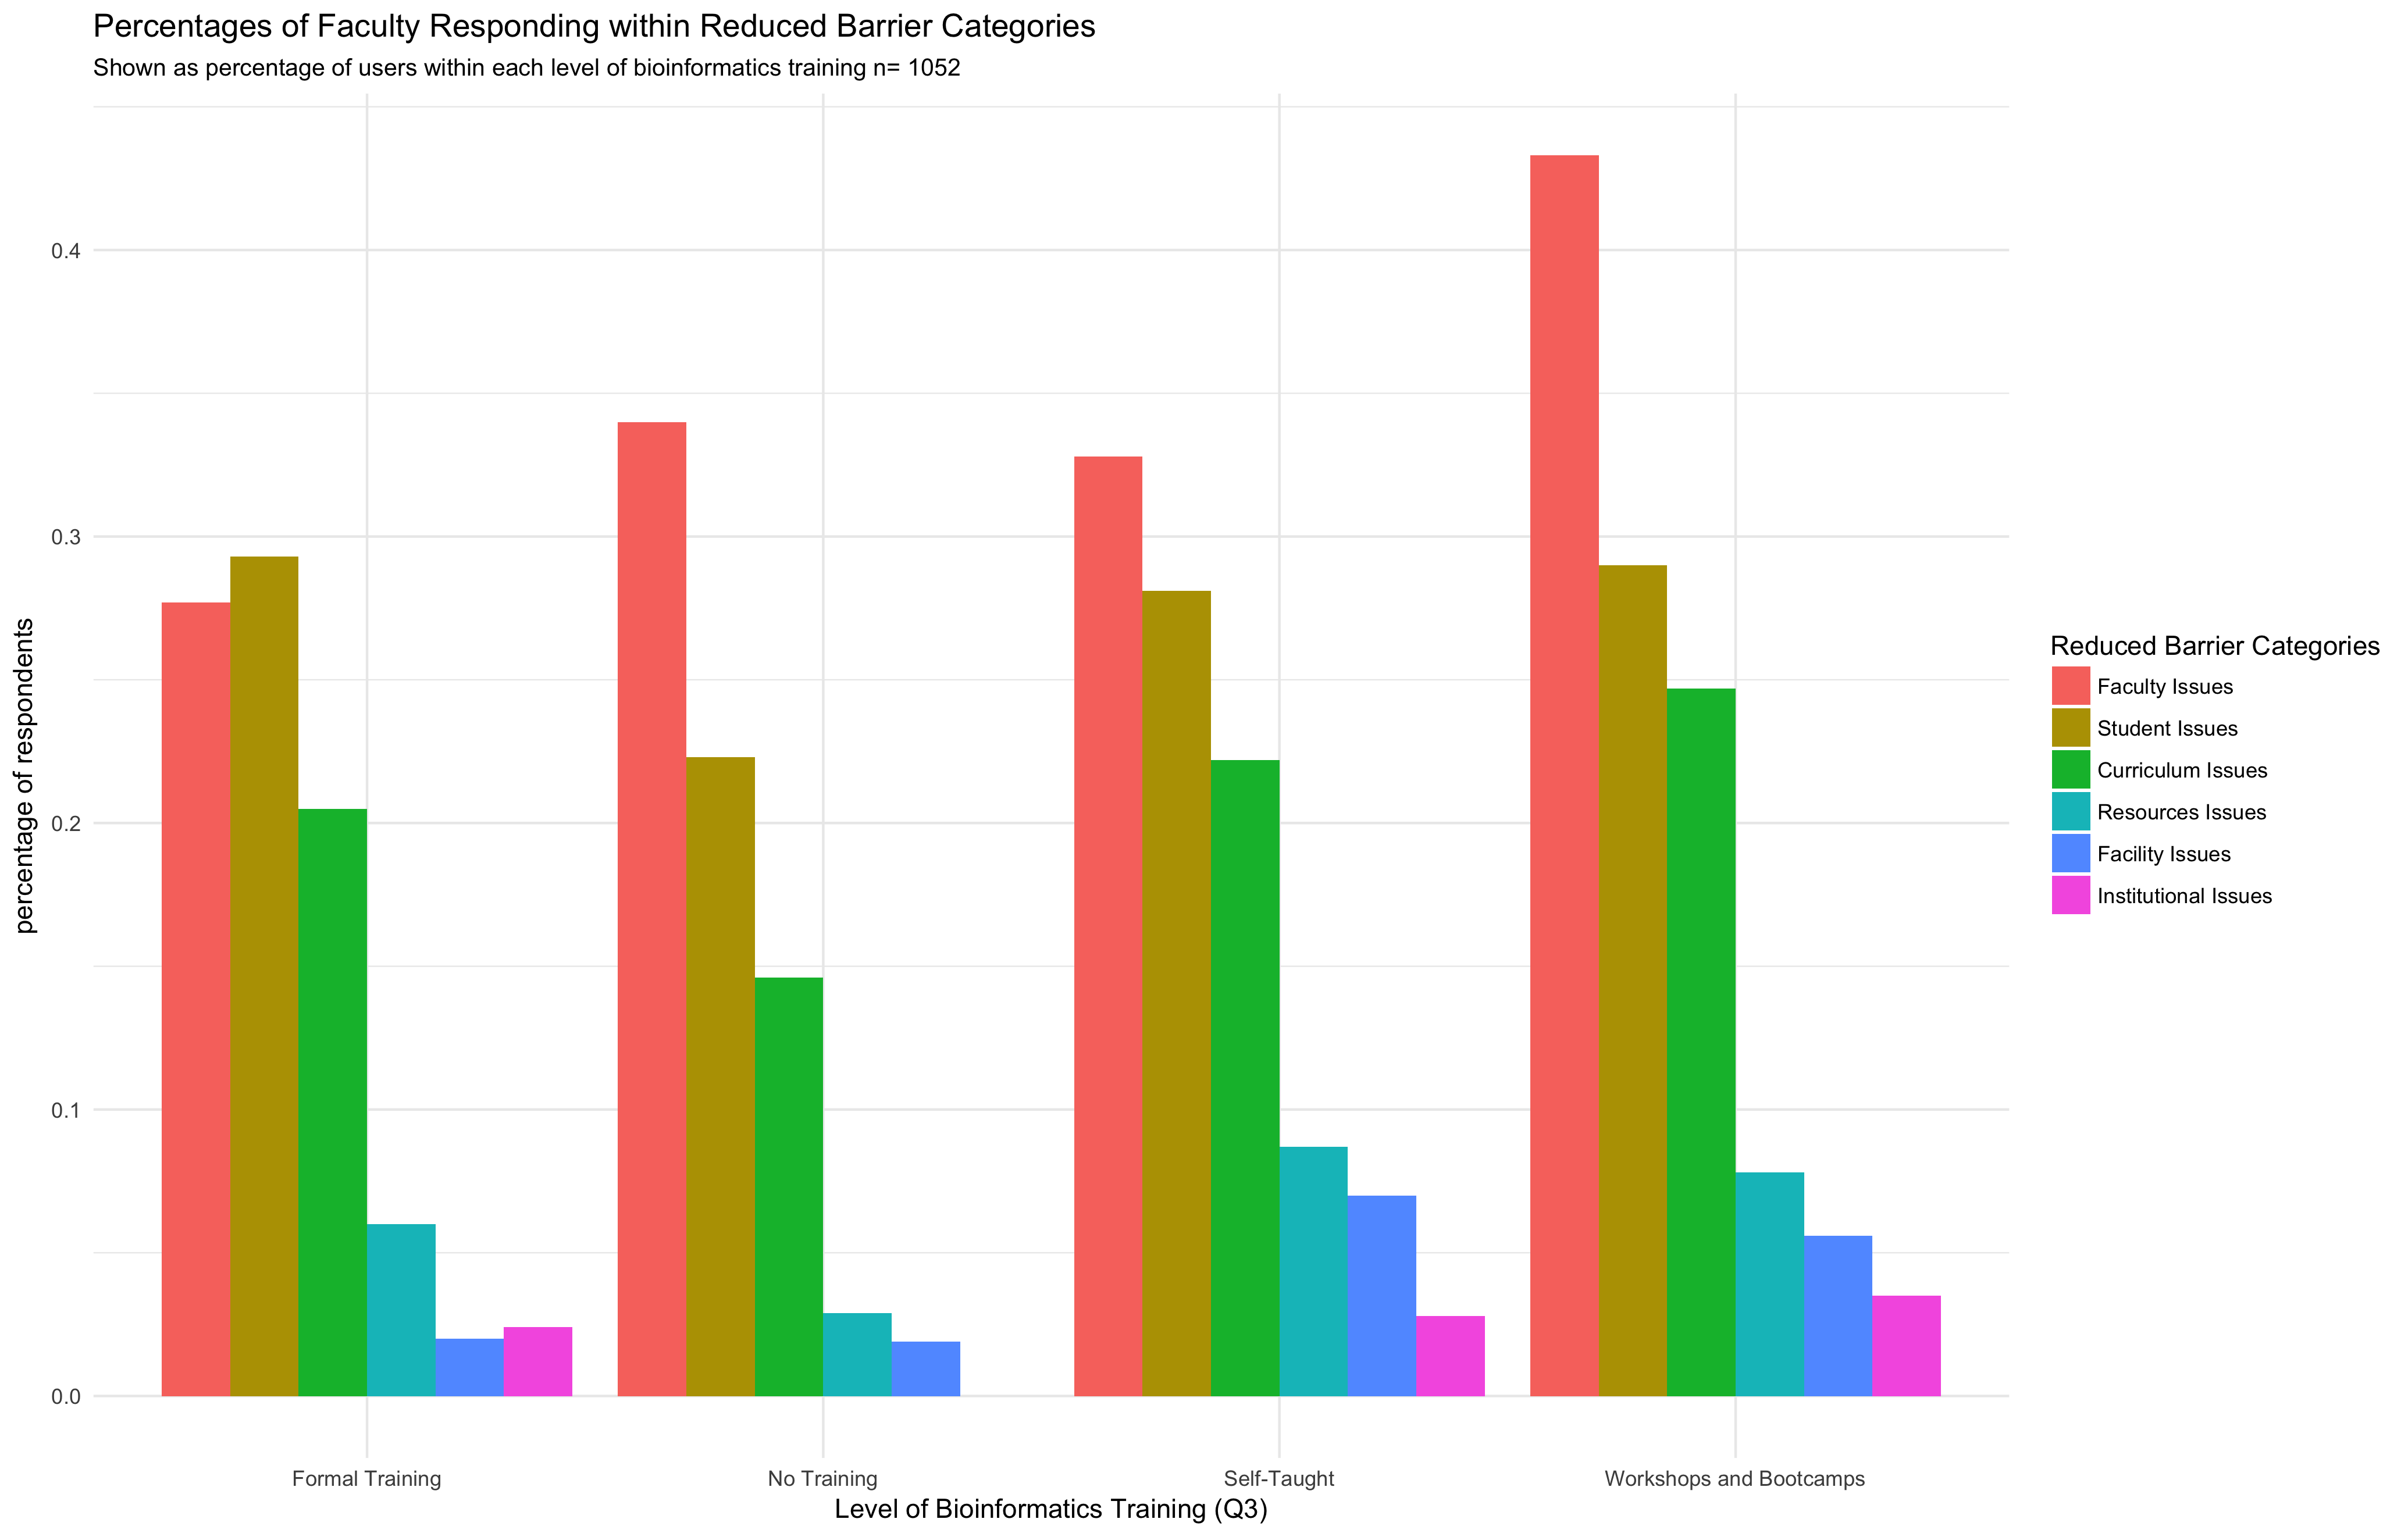 Percentages of Faculty Responding within Reduced Barrier Categories
Shown as percentage of users within each level of bioinformatics training n= 1052
percentage of respondents
0.4
0.3
0.2
0.1
0.0
Formal Training
No Training
Self-Taught
Workshops and Bootcamps
Level of Bioinformatics Training (Q3)
Reduced Barrier Categories
Faculty Issues
Student Issues
Curriculum Issues
Resources Issues
Facility Issues
Institutional Issues